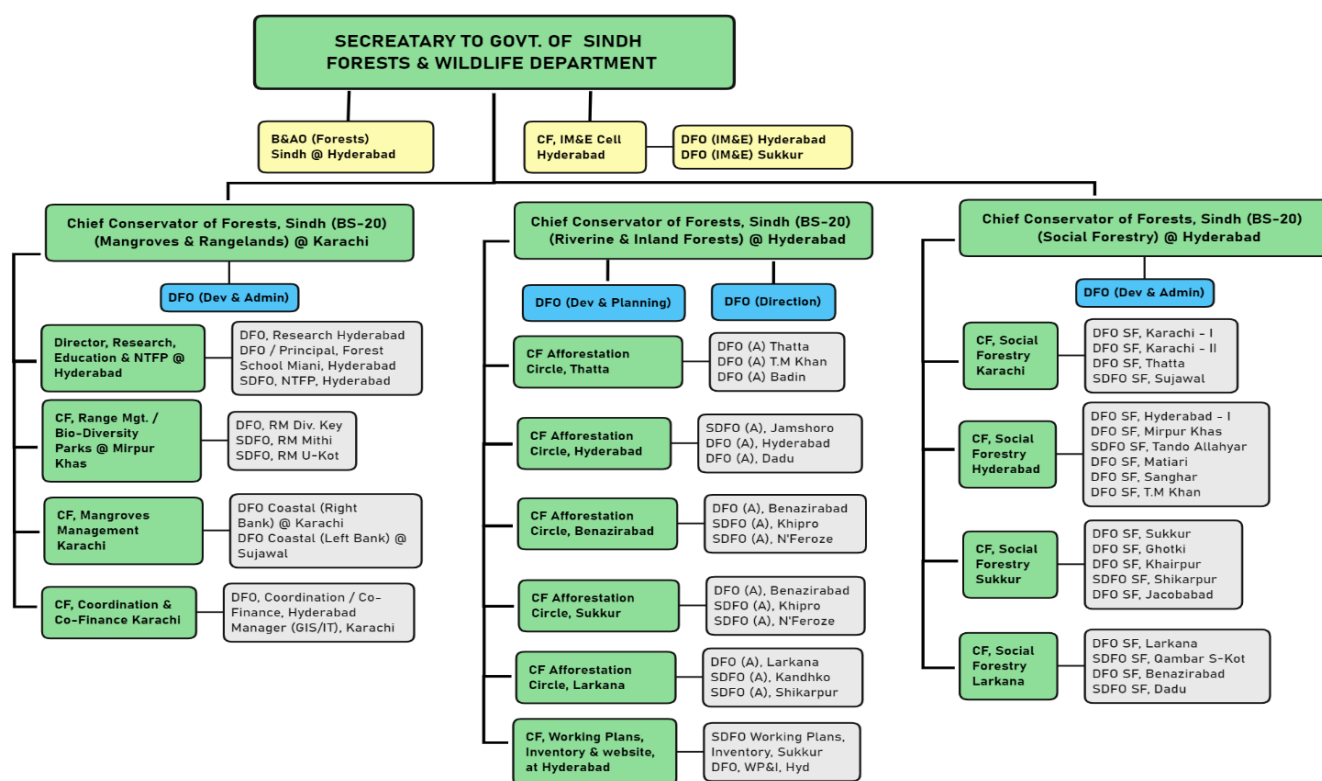 SECREATARY TO GOVT. OF SINDH
FORESTS & WILDLIFE DEPARTMENT
B&AO (Forests)
Sindh @ Hyderabad
CF, IM&E Cell
Hyderabad
DFO (IM&E) Hyderabad
DFO (IM&E) Sukkur
Chief Conservator of Forests, Sindh (BS-20)
(Mangroves & Rangelands) @ Karachi
DFO (Dev & Admin)
Director, Research,
Education & NTFP @
Hyderabad
DFO, Research Hyderabad
DFO / Principal, Forest
School Miani, Hyderabad
SDFO, NTFP, Hyderabad
CF, Range Mgt. /
Bio-Diversity
Parks @ Mirpur
Khas
DFO, RM Div. Key
SDFO, RM Mithi
SDFO, RM U-Kot
CF, Mangroves
Management
Karachi
DFO Coastal (Right
Bank) @ Karachi
DFO Coastal (Left Bank) @
Sujawal
CF, Coordination &
Co-Finance Karachi
DFO, Coordination / Co-
Finance, Hyderabad
Manager (GIS/IT), Karachi
Chief Conservator of Forests, Sindh (BS-20)
(Riverine & Inland Forests) @ Hyderabad
DFO (Dev & Planning)
DFO (Direction)
CF Afforestation
Circle, Thatta
DFO (A) Thatta
DFO (A) T.M Khan
DFO (A) Badin
CF Afforestation
Circle, Hyderabad
SDFO (A), Jamshoro
DFO (A), Hyderabad
DFO (A), Dadu
CF Afforestation
Circle, Benazirabad
DFO (A), Benazirabad
SDFO (A), Khipro
SDFO (A), N'Feroze
CF Afforestation
Circle, Sukkur
DFO (A), Benazirabad
SDFO (A), Khipro
SDFO (A), N'Feroze
CF Afforestation
Circle, Larkana
DFO (A), Larkana
SDFO (A), Kandhko
SDFO (A), Shikarpur
CF, Working Plans,
Inventory & website,
at Hyderabad
SDFO Working Plans,
Inventory, Sukkur
DFO, WP&I, Hyd
Chief Conservator of Forests, Sindh (BS-20)
(Social Forestry) @ Hyderabad
DFO (Dev & Admin)
CF, Social
Forestry
Karachi
DFO SF, Karachi - I
DFO SF, Karachi - II
DFO SF, Thatta
SDFO SF, Sujawal
CF, Social
Forestry
Hyderabad
DFO SF, Hyderabad - I
DFO SF, Mirpur Khas
SDFO SF, Tando Allahyar
DFO SF, Matiari
DFO SF, Sanghar
DFO SF, T.M Khan
CF, Social
Forestry
Sukkur
DFO SF, Sukkur
DFO SF, Ghotki
DFO SF, Khairpur
SDFO SF, Shikarpur
DFO SF, Jacobabad
CF, Social
Forestry
Larkana
DFO SF, Larkana
SDFO SF, Qambar S-Kot
DFO SF, Benazirabad
SDFO SF, Dadu